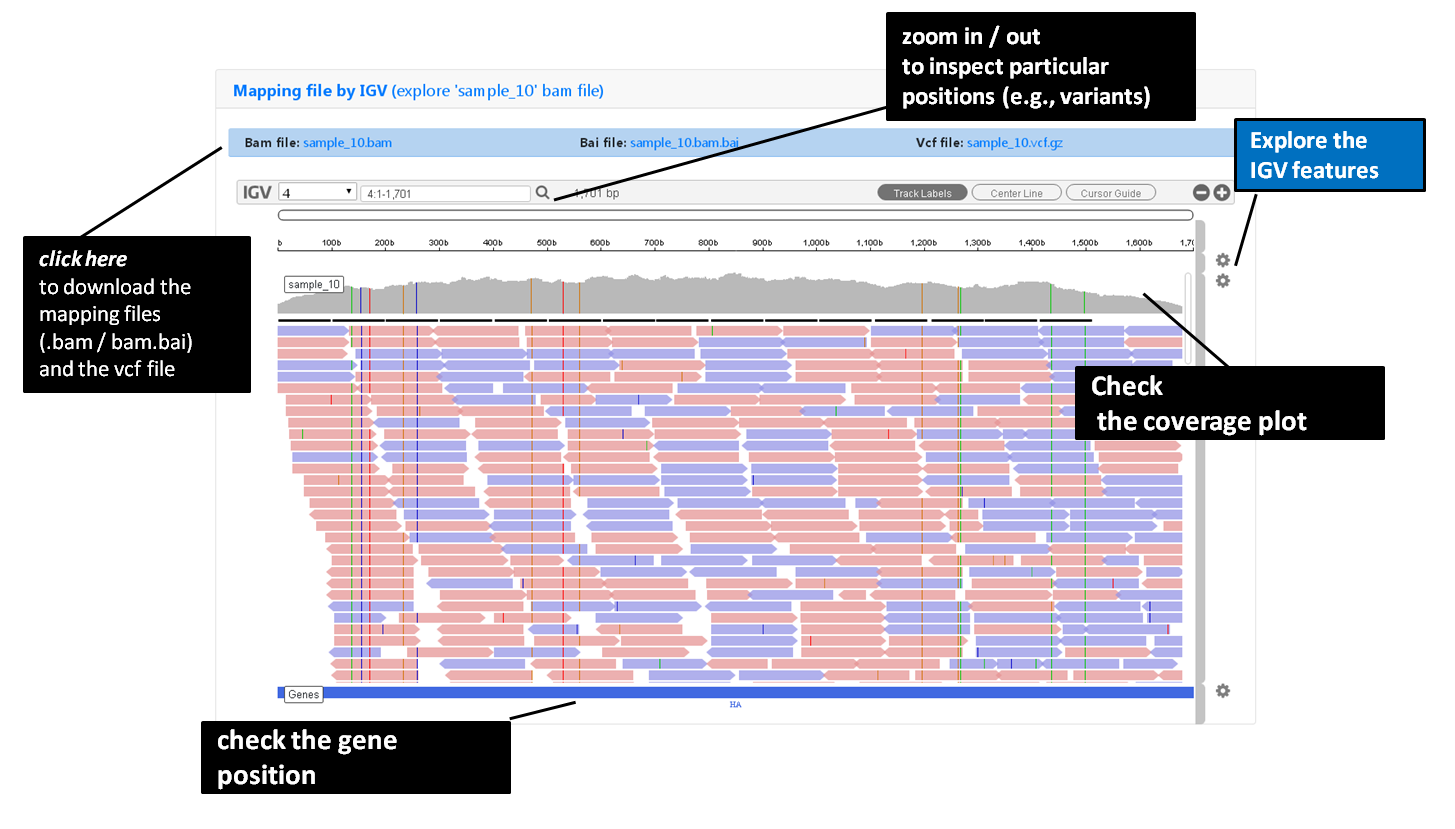 zoom in / out
to inspect particular
positions (e.g., variants)
Mapping file by IGV (explore 'sample_10' bam file)
Explore the
IGV features
Bam file: sample_10.bam Bai file: sample_10.bam.bai Vcf file: sample_10.vcf.gz
IGV 4 4:1-1,701 1,701 bp Track Labels Center Line Cursor Guide
100b 200b 300b 400b 500b 600b 700b 800b 900b 1,000b 1,100b 1,200b 1,300b 1,400b 1,500b 1,600b
click here
to download the
mapping files
(.bam / bam.bai)
and the vcf file
sample_10
Check
the coverage plot
Genes
HA
check the gene
position